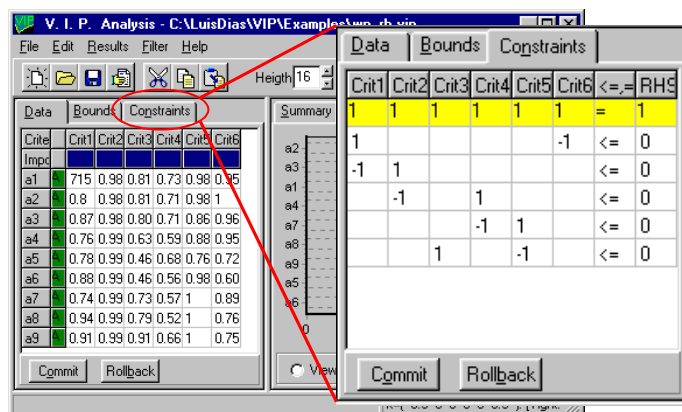 V. I. P. Analysis - C:\LuisDias\VIP\Examples\wp_rb.vip
File Edit Results Filter Help
Heigth 16
Data Bounds Constraints
Summary
Crite Crit1 Crit2 Crit3 Crit4 Crit5 Crit6
Impo
a1 A 715 0.98 0.81 0.73 0.98 0.95
a2 A 0.8 0.98 0.81 0.71 0.98 1
a3 A 0.87 0.98 0.80 0.71 0.86 0.96
a4 A 0.76 0.99 0.63 0.59 0.88 0.95
a5 A 0.78 0.99 0.46 0.68 0.76 0.72
a6 A 0.88 0.99 0.46 0.56 0.98 0.60
a7 A 0.74 0.99 0.73 0.57 1 0.89
a8 A 0.94 0.99 0.79 0.52 1 0.76
a9 A 0.91 0.99 0.91 0.66 1 0.75
Commit Rollback
a2
a3
a1
a4
a7
a8
a9
a5
a6
0
View
Data Bounds Constraints
Crit1 Crit2 Crit3 Crit4 Crit5 Crit6 <=,= RHS
1 1 1 1 1 1 = 1
1 -1 <= 0
-1 1 <= 0
-1 1 <= 0
-1 1 <= 0
1 -1 <= 0
Commit Rollback